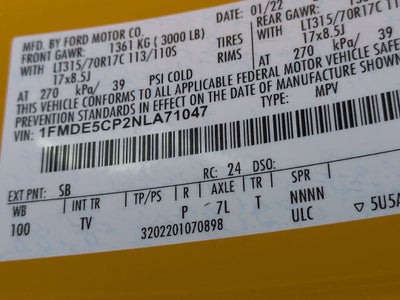 MFD. BY FORD MOTOR CO.
DATE: 01/22
FRONT GAWR: 1361 KG ( 3000 LB) REAR GAWR:
WITH LT315/70R17C 113/110S TIRES WITH LT315/70R17C
17x8.5J RIMS 17x8.5J
AT 270 kPa/ 39 PSI COLD AT 270 kPa/ 39
THIS VEHICLE CONFORMS TO ALL APPLICABLE FEDERAL MOTOR VEHICLE SAFETY
PREVENTION STANDARDS IN EFFECT ON THE DATE OF MANUFACTURE SHOWN
VIN: 1FMDE5CP2NLA71047 TYPE: MPV
EXT PNT: SB RC: 24 DSO:
WB INT TR TP/PS R AXLE TR SPR
100 TV P 7L T NNNN
ULC
3202201070898